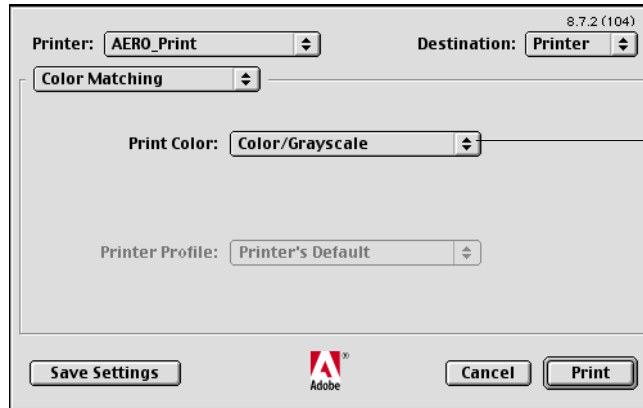 8.7.2 (104)
Printer: AERO_Print Destination: Printer
Color Matching
Print Color: Color/Grayscale
Printer Profile: Printer's Default
Save Settings Adobe® Cancel Print